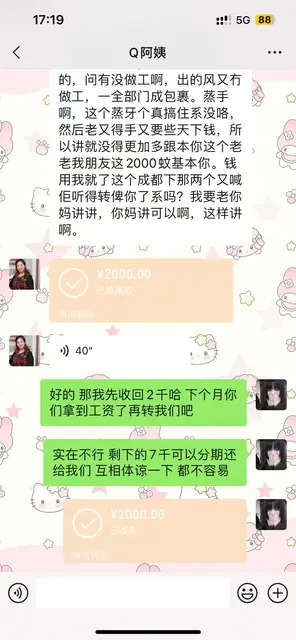 17:19
5G
88
Q阿姨
的，问有没做工啊，出的风又冇
做工，一全部门成包裹。蒸手
啊，这个蒸牙个真搞住系没咯，
然后老又得手又要些天下钱，所
以讲就没得更加多跟本你这个老
老我朋友这2000蚊基本你。钱
用我就了这个成都下那两个又喊
佢听得转俾你了系吗？我要老你
妈讲讲，你妈讲可以啊，这样讲
啊。
¥2000.00
40"
好的 那我先收回2千哈 下个月你
们拿到工资了再转我们吧
实在不行 剩下的7千可以分期还
给我们 互相体谅一下 都不容易
¥2000.00